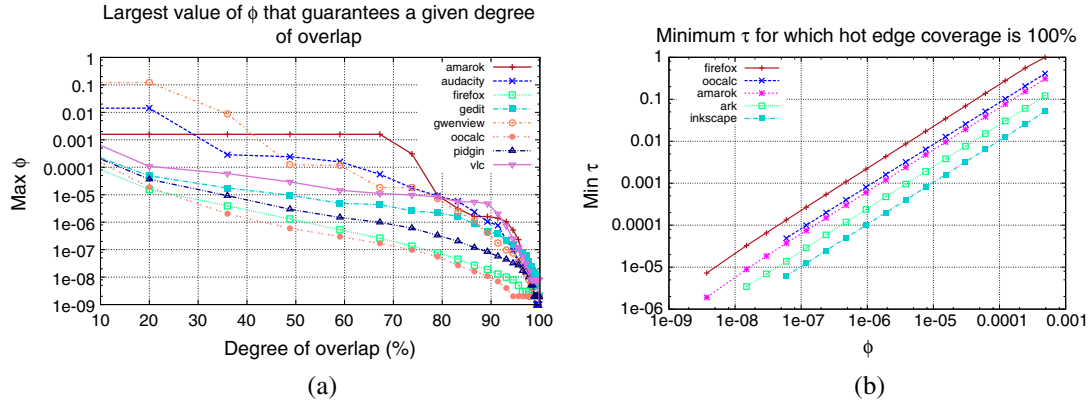 Largest value of ϕ that guarantees a given degree
of overlap
Max ϕ
1
0.1
0.01
0.001
0.0001
1e-05
1e-06
1e-07
1e-08
1e-09
amarok
audacity
firefox
gedit
gwenview
oocalc
pidgin
vlc
10 20 30 40 50 60 70 80 90 100
Degree of overlap (%)
(a)
Minimum τ for which hot edge coverage is 100%
Min τ
1
0.1
0.01
0.001
0.0001
1e-05
1e-06
firefox
oocalc
amarok
ark
inkscape
1e-09 1e-08 1e-07 1e-06 1e-05 0.0001 0.001
ϕ
(b)